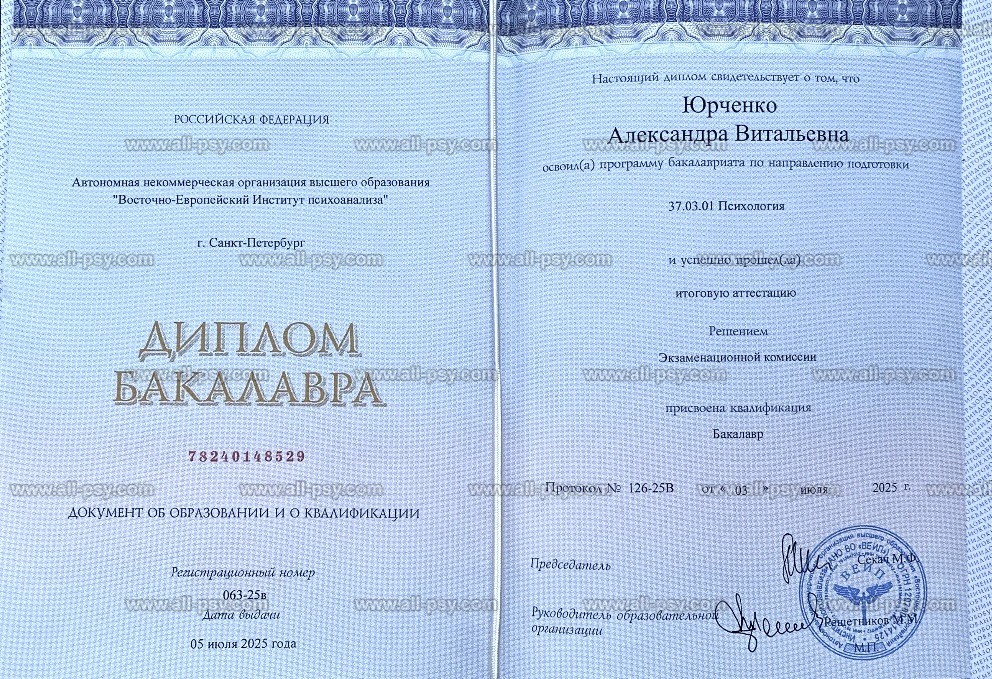 РОССИЙСКАЯ ФЕДЕРАЦИЯ
Автономная некоммерческая организация высшего образования
"Восточно-Европейский Институт психоанализа"
г. Санкт-Петербург
ДИПЛОМ
БАКАЛАВРА
78240148529
ДОКУМЕНТ ОБ ОБРАЗОВАНИИ И О КВАЛИФИКАЦИИ
Регистрационный номер
063-25в
Дата выдачи
05 июля 2025 года
Настоящий диплом свидетельствует о том, что
Юрченко
Александра Витальевна
освоил(а) программу бакалавриата по направлению подготовки
37.03.01 Психология
и успешно прошел(ла)
итоговую аттестацию
Решением
Экзаменационной комиссии
присвоена квалификация
Бакалавр
Протокол № 126-25В от « 03 » июля 2025 г.
Председатель
Секач М.Ф.
Руководитель образовательной
организации
Решетников М.М.
М.П.
ВЕИП
www.all-psy.com